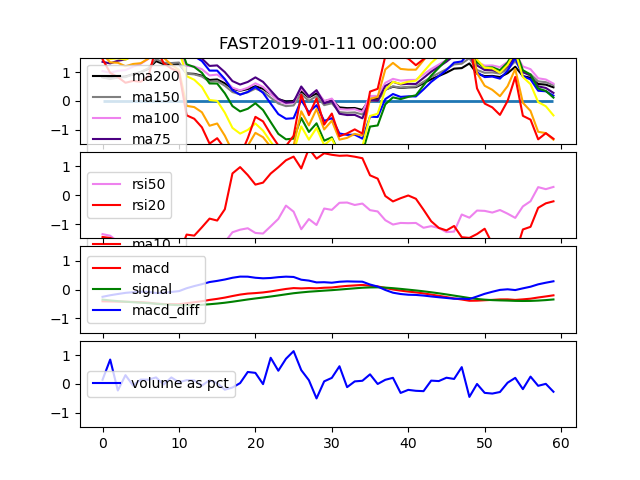 FAST2019-01-11 00:00:00
1
0
−1
ma200
ma150
ma100
ma75
1
0
−1
rsi50
rsi20
ma10
1
0
−1
macd
signal
macd_diff
1
0
−1
volume as pct
0 10 20 30 40 50 60